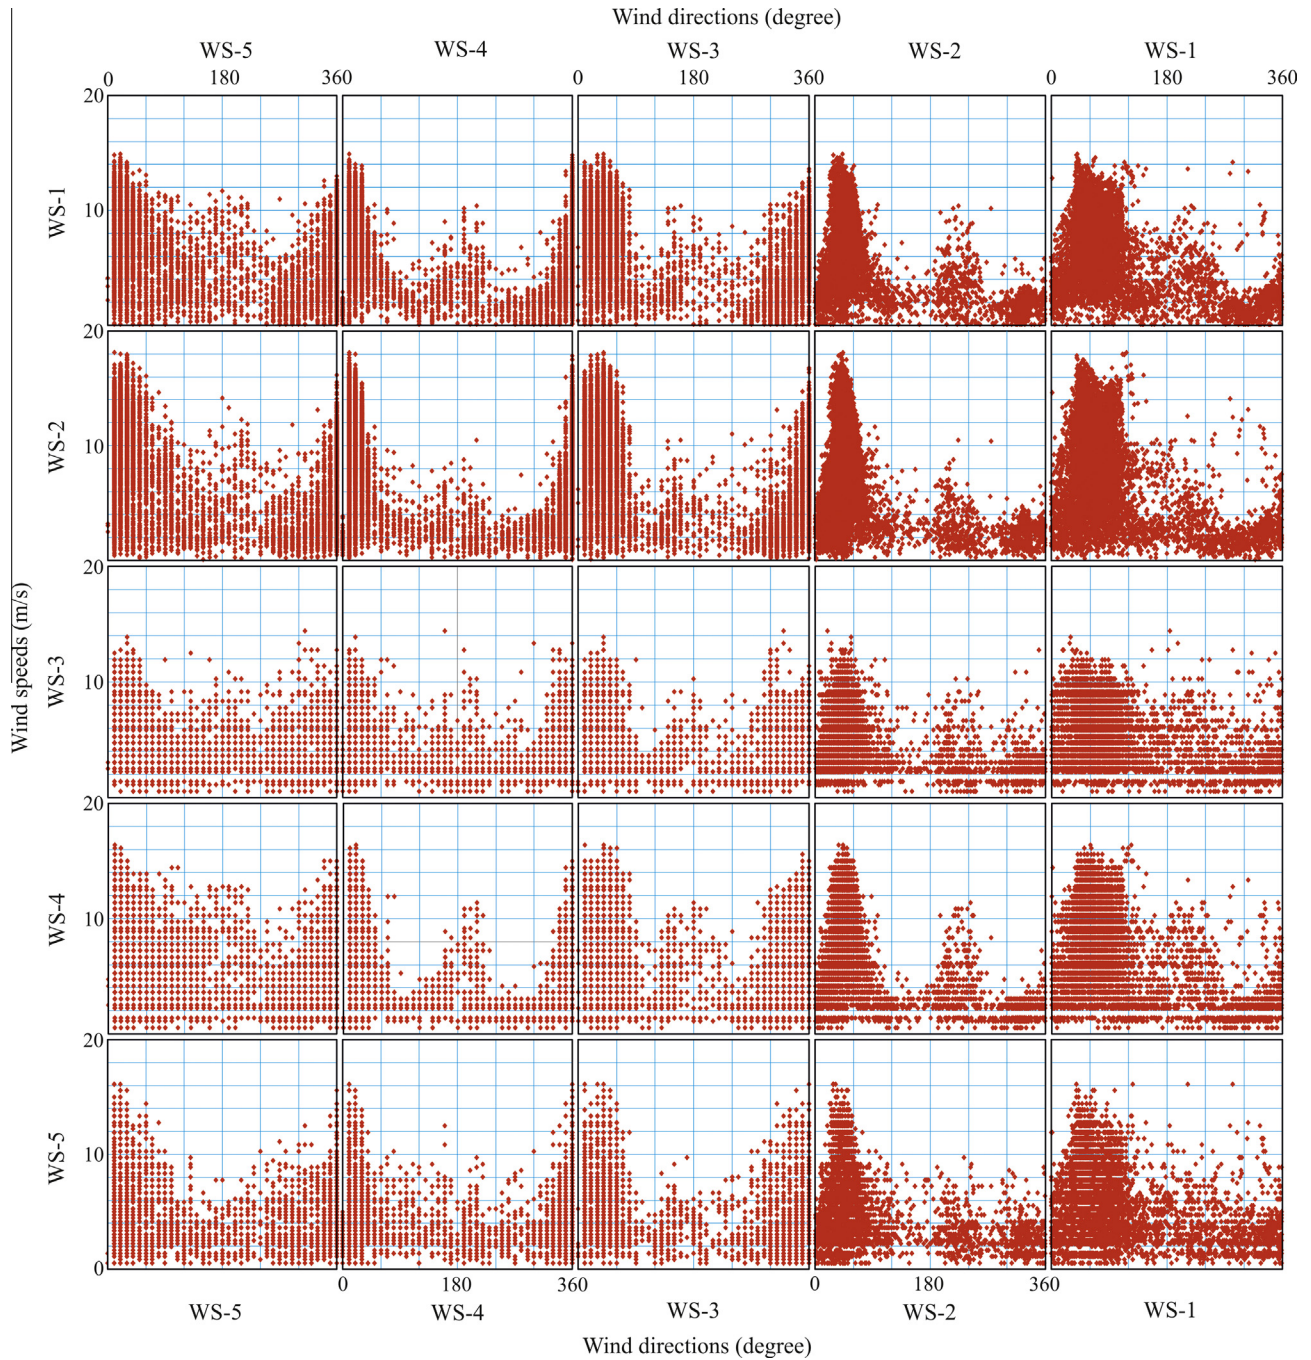 Wind directions (degree)
WS-5 WS-4 WS-3 WS-2 WS-1
0 180 360 0 180 360 0 180 360
20
10
WS-1
20
10
WS-2
20
10
WS-3
Wind speeds (m/s)
20
10
WS-4
20
10
WS-5
0
0 180 360 0 180 360
WS-5 WS-4 WS-3 WS-2 WS-1
Wind directions (degree)